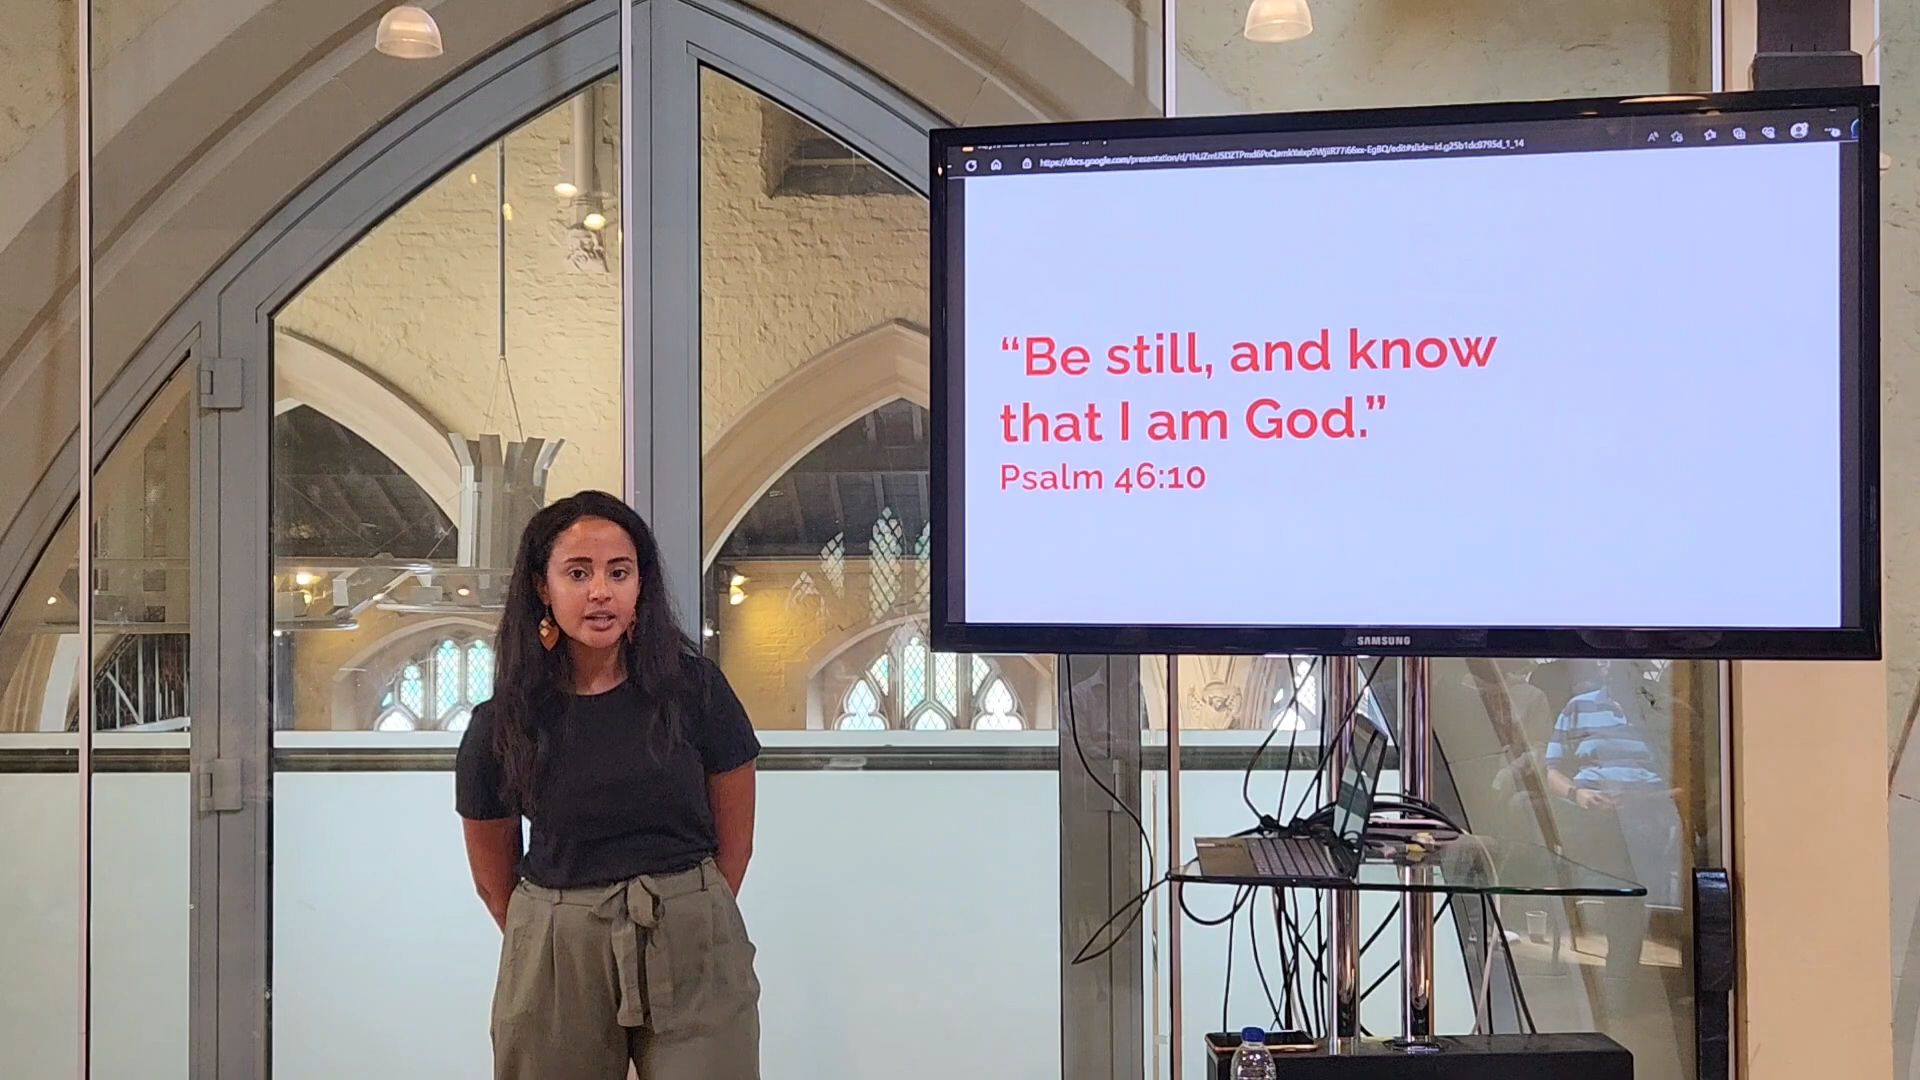 “Be still, and know
that I am God.”
Psalm 46:10
SAMSUNG